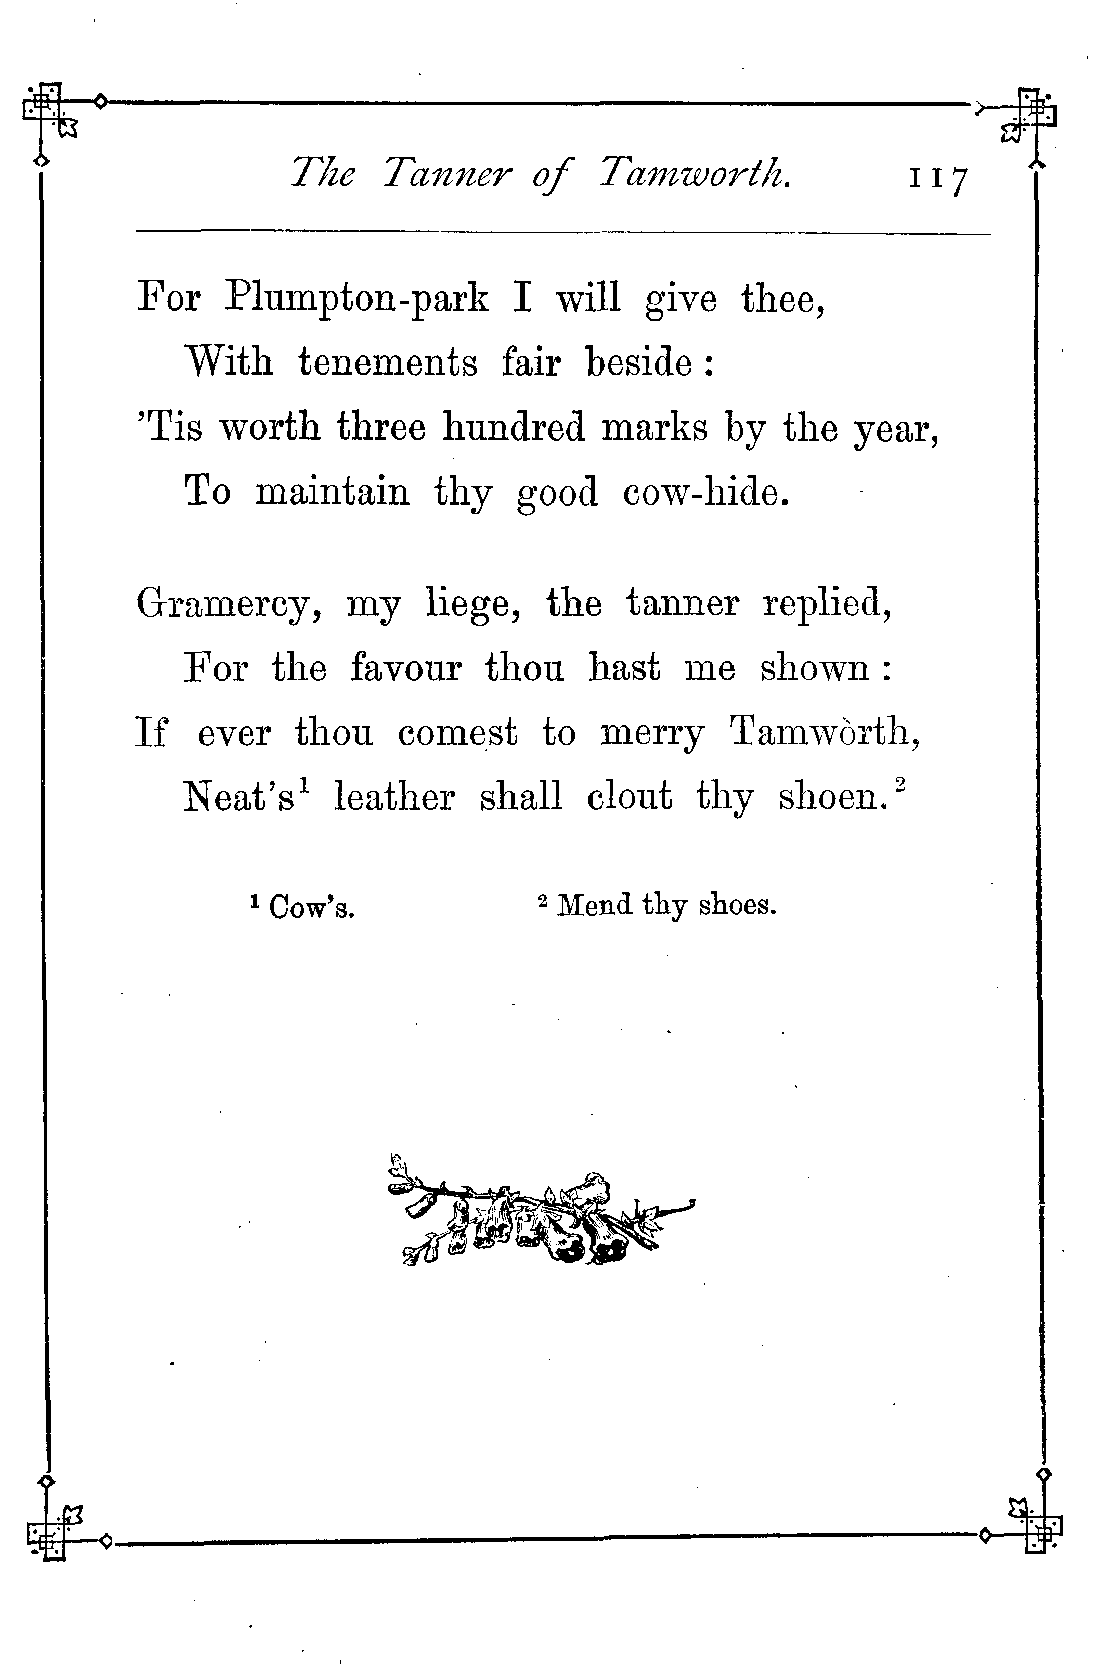 The Tanner of Tamworth. 117
For Plumpton-park I will give thee,
With tenements fair beside :
’Tis worth three hundred marks by the year,
To maintain thy good cow-hide.
Gramercy, my liege, the tanner replied,
For the favour thou hast me shown :
If ever thou comest to merry Tamwòrth,
Neat’s¹ leather shall clout thy shoen.²
¹ Cow’s. ² Mend thy shoes.